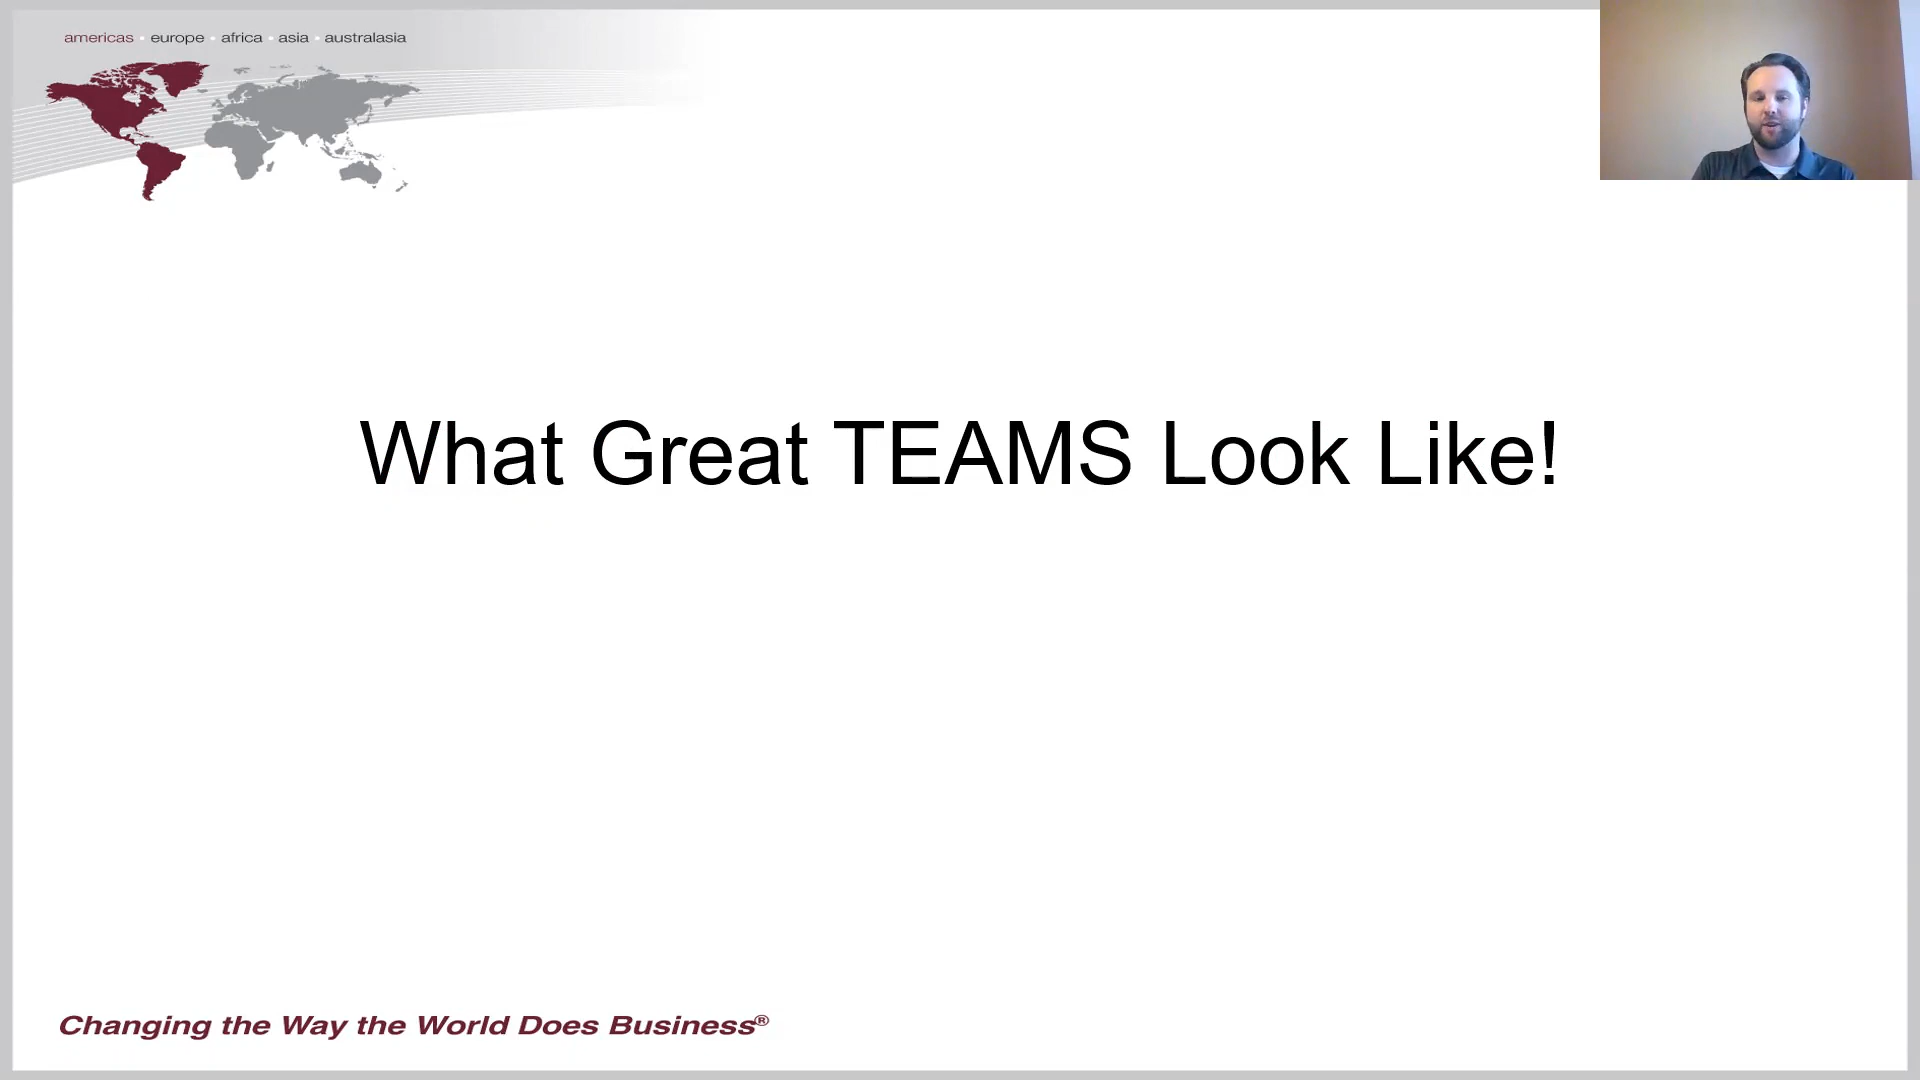 americas • europe • africa • asia • australasia
What Great TEAMS Look Like!
Changing the Way the World Does Business®